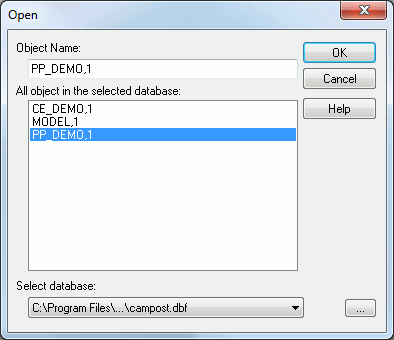 Open
Object Name:
OK
PP_DEMO,1
Cancel
All object in the selected database:
CE_DEMO,1
Help
MODEL,1
PP_DEMO,1
Select database:
C:\Program Files\...\campost.dbf
...